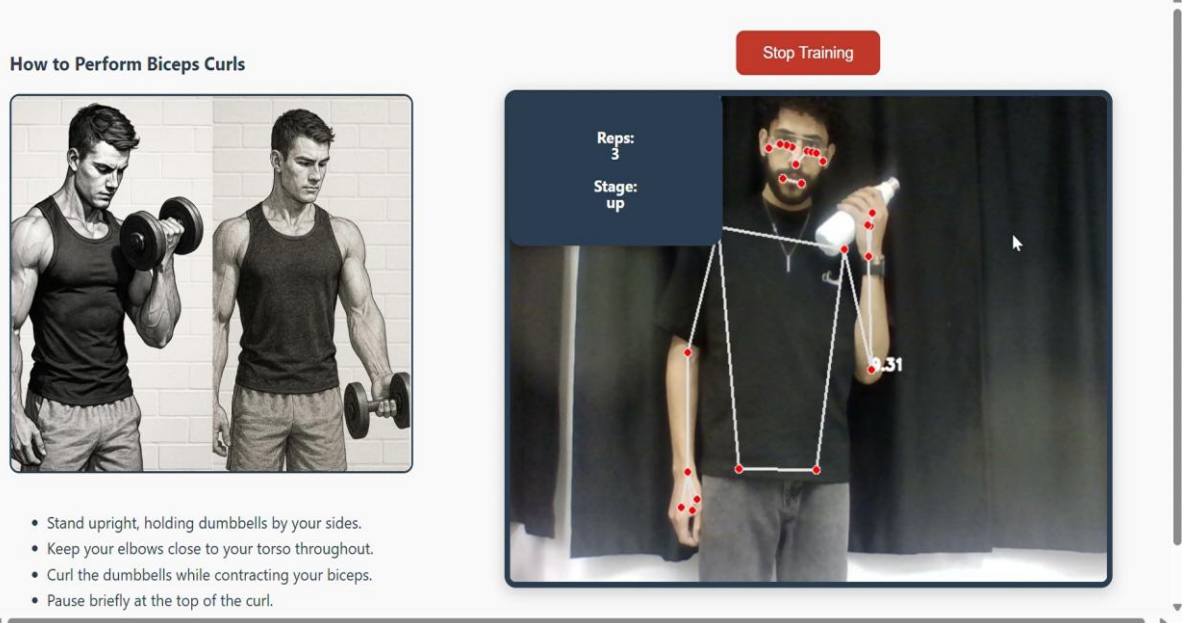 How to Perform Biceps Curls
Stand upright, holding dumbbells by your sides.
Keep your elbows close to your torso throughout.
Curl the dumbbells while contracting your biceps.
Pause briefly at the top of the curl.
Stop Training
Reps:
3
Stage:
up
9.31